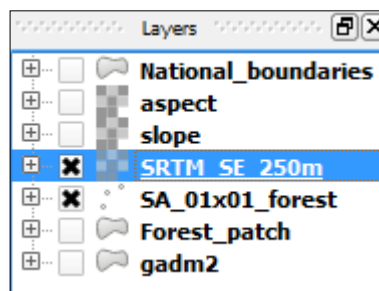 Layers
National_boundaries
aspect
slope
SRTM_SE_250m
SA_01x01_forest
Forest_patch
gadm2